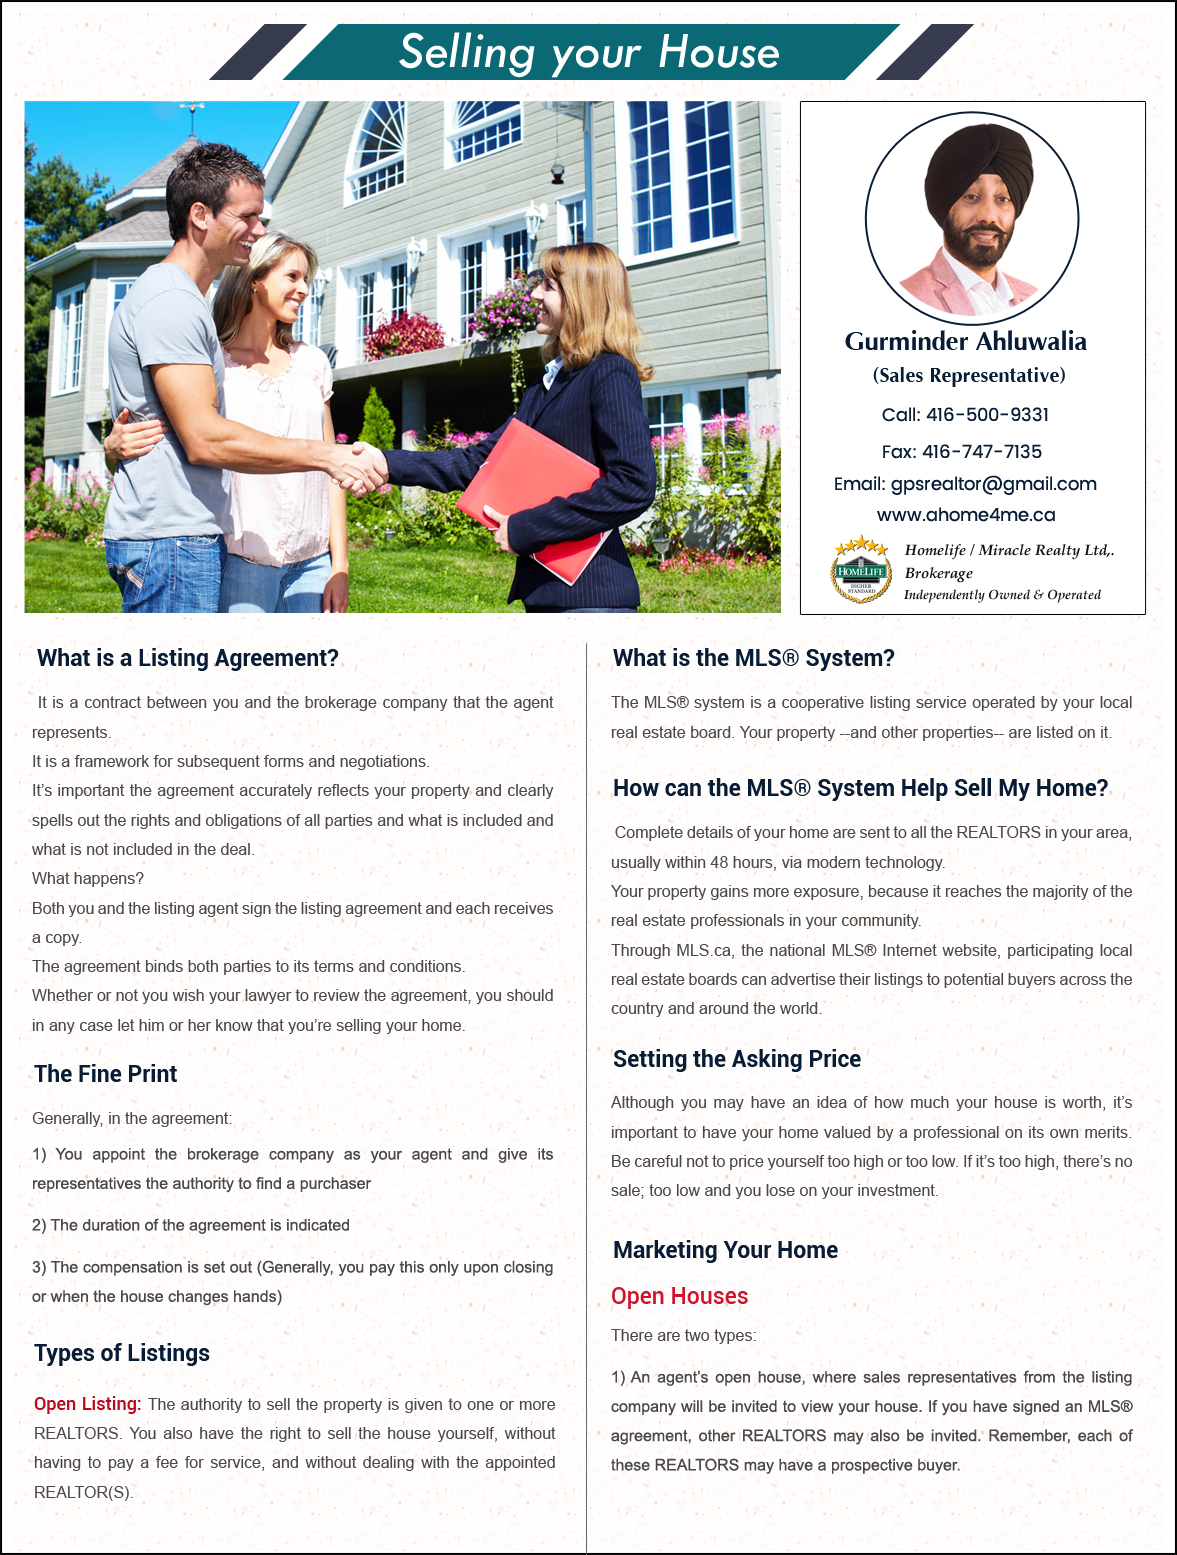 Selling your House
Gurminder Ahluwalia
(Sales Representative)
Call: 416-500-9331
Fax: 416-747-7135
Email: gpsrealtor@gmail.com
www.ahome4me.ca
HOMELIFE
HIGHER
STANDARD
Homelife / Miracle Realty Ltd,.
Brokerage
Independently Owned & Operated
What is a Listing Agreement?
It is a contract between you and the brokerage company that the agent
represents.
It is a framework for subsequent forms and negotiations.
It's important the agreement accurately reflects your property and clearly
spells out the rights and obligations of all parties and what is included and
what is not included in the deal.
What happens?
Both you and the listing agent sign the listing agreement and each receives
a copy.
The agreement binds both parties to its terms and conditions.
Whether or not you wish your lawyer to review the agreement, you should
in any case let him or her know that you're selling your home.
The Fine Print
Generally, in the agreement:
1) You appoint the brokerage company as your agent and give its
representatives the authority to find a purchaser
2) The duration of the agreement is indicated
3) The compensation is set out (Generally, you pay this only upon closing
or when the house changes hands)
Types of Listings
Open Listing: The authority to sell the property is given to one or more
REALTORS. You also have the right to sell the house yourself, without
having to pay a fee for service, and without dealing with the appointed
REALTOR(S).
What is the MLS® System?
The MLS® system is a cooperative listing service operated by your local
real estate board. Your property --and other properties-- are listed on it.
How can the MLS® System Help Sell My Home?
Complete details of your home are sent to all the REALTORS in your area,
usually within 48 hours, via modern technology.
Your property gains more exposure, because it reaches the majority of the
real estate professionals in your community.
Through MLS.ca, the national MLS® Internet website, participating local
real estate boards can advertise their listings to potential buyers across the
country and around the world.
Setting the Asking Price
Although you may have an idea of how much your house is worth, it's
important to have your home valued by a professional on its own merits.
Be careful not to price yourself too high or too low. If it's too high, there's no
sale; too low and you lose on your investment.
Marketing Your Home
Open Houses
There are two types:
1) An agent's open house, where sales representatives from the listing
company will be invited to view your house. If you have signed an MLS®
agreement, other REALTORS may also be invited. Remember, each of
these REALTORS may have a prospective buyer.